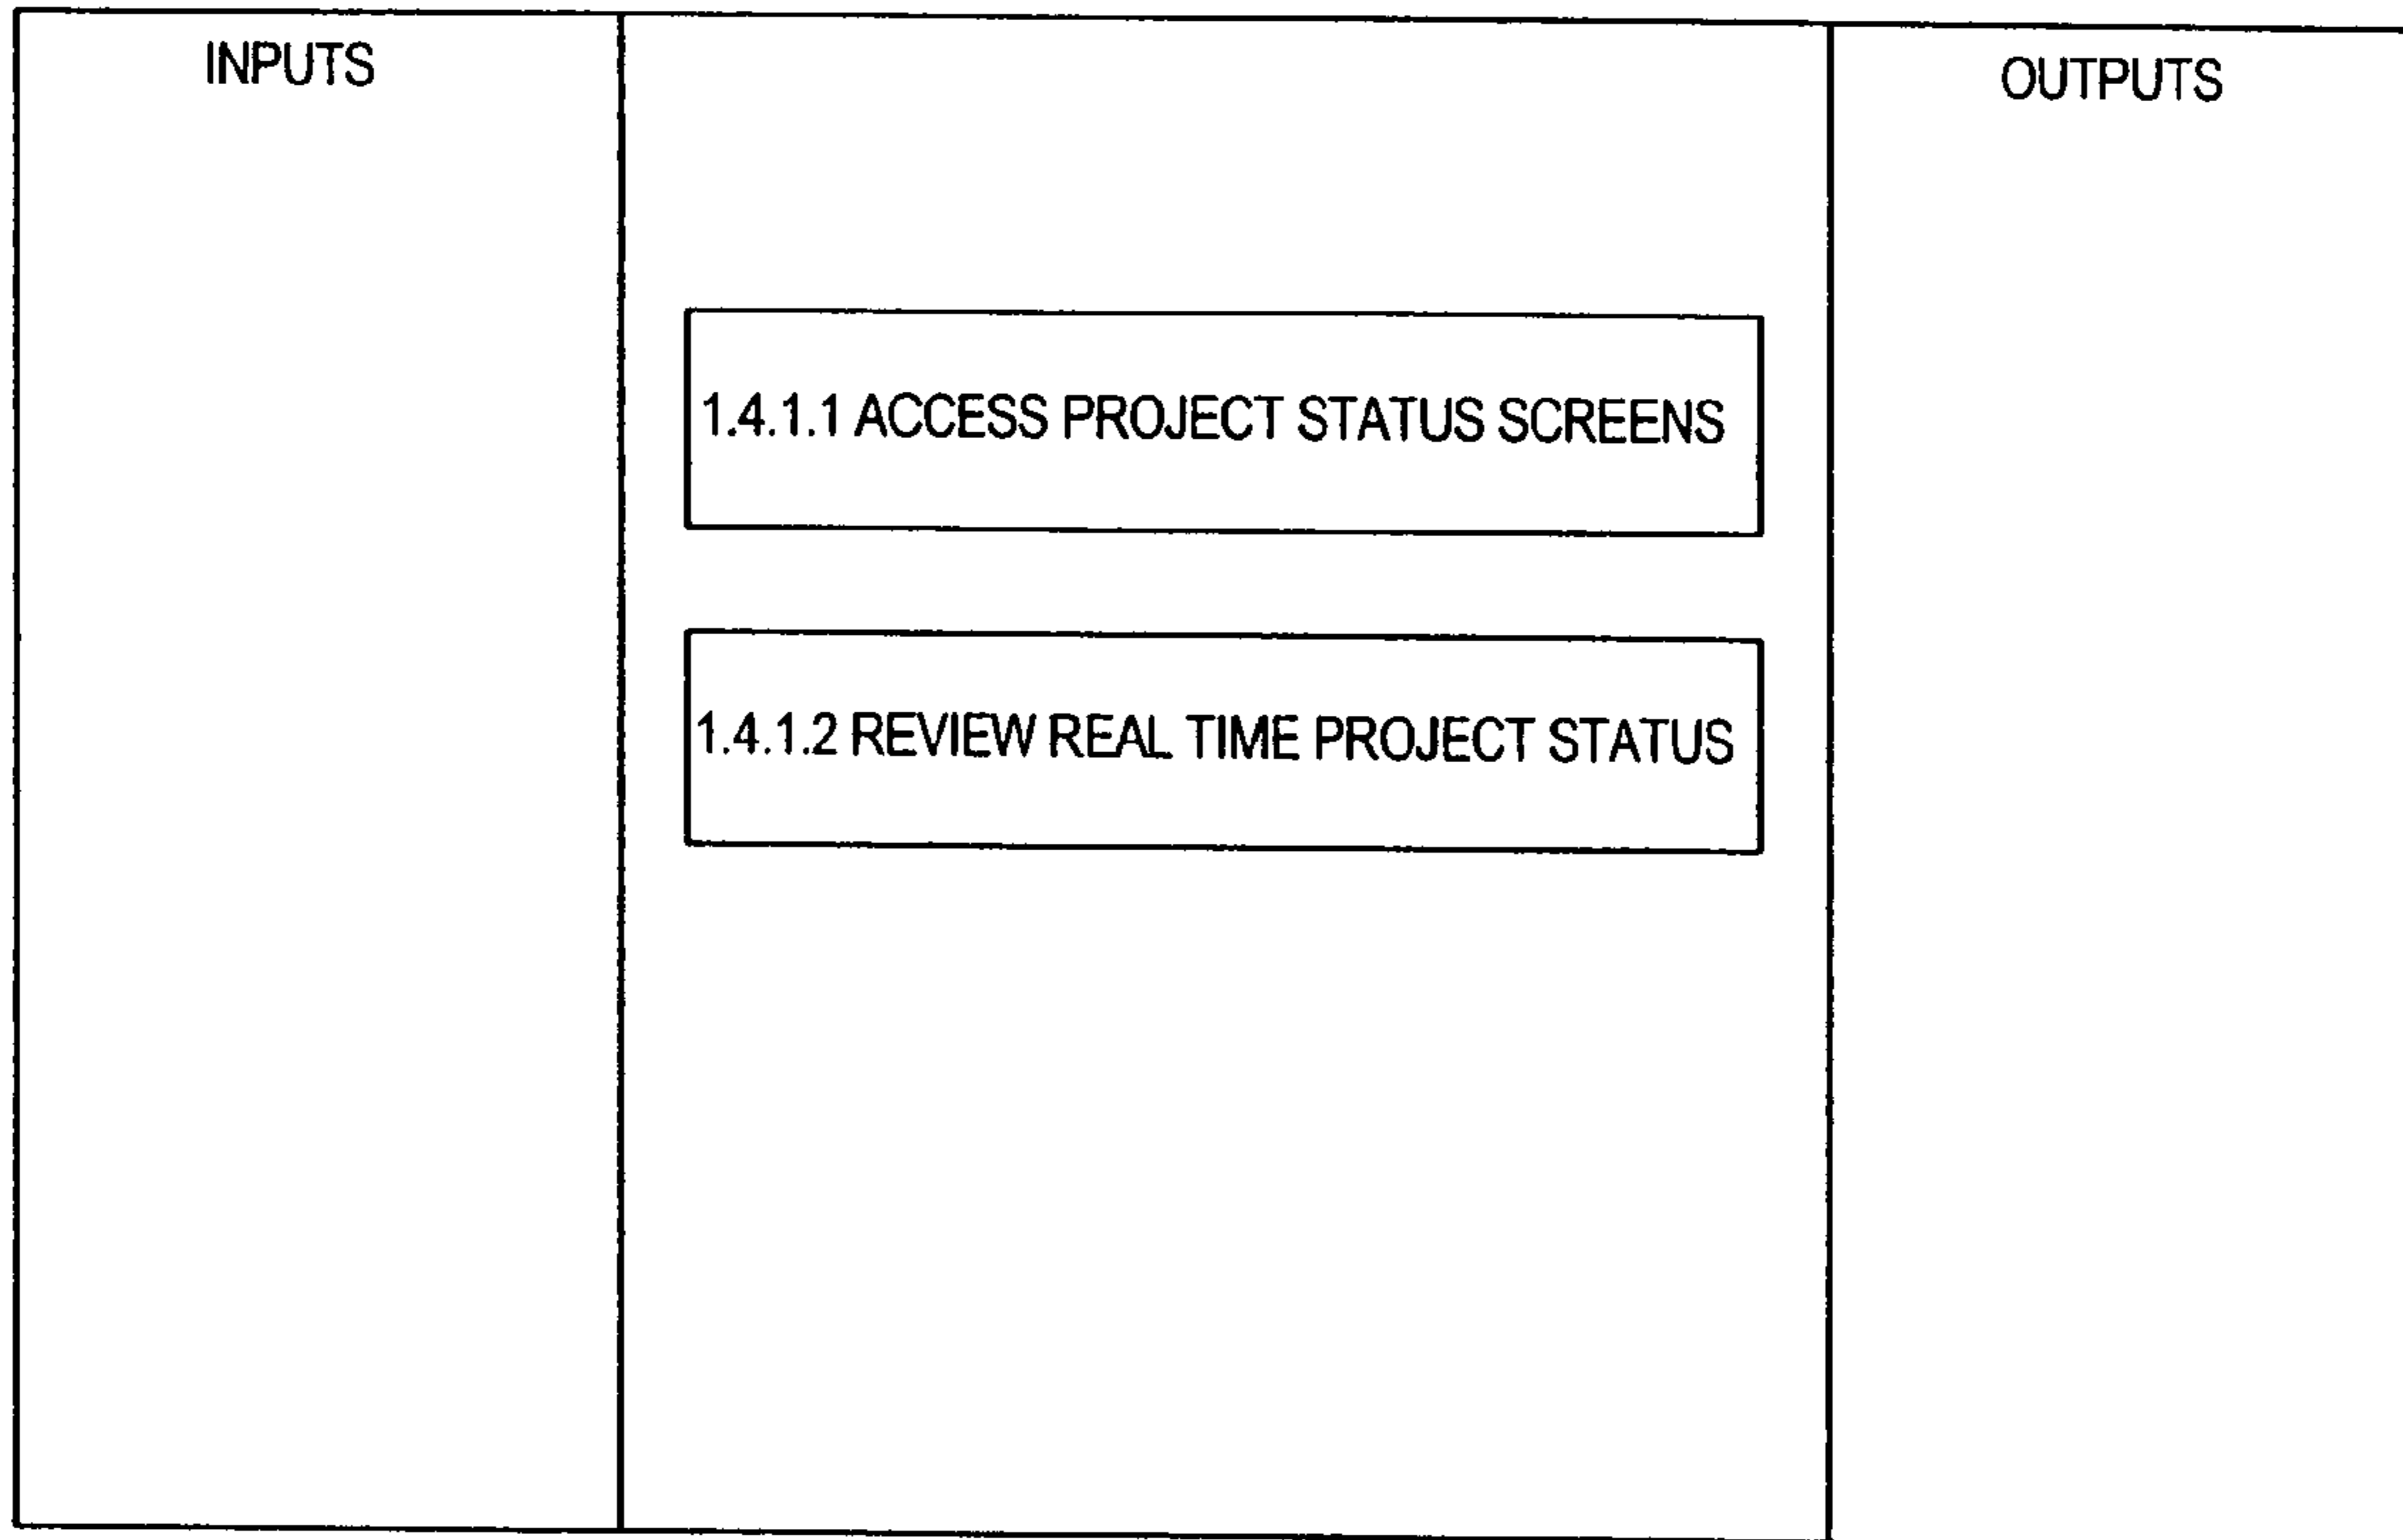 INPUTS
OUTPUTS
1.4.1.1 ACCESS PROJECT STATUS SCREENS
1.4.1.2 REVIEW REAL TIME PROJECT STATUS